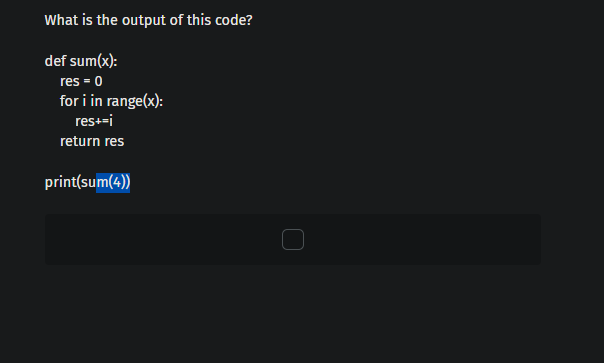 What is the output of this code?
def sum(x):
res = 0
for i in range(x):
res+=i
return res
print(sum(4))